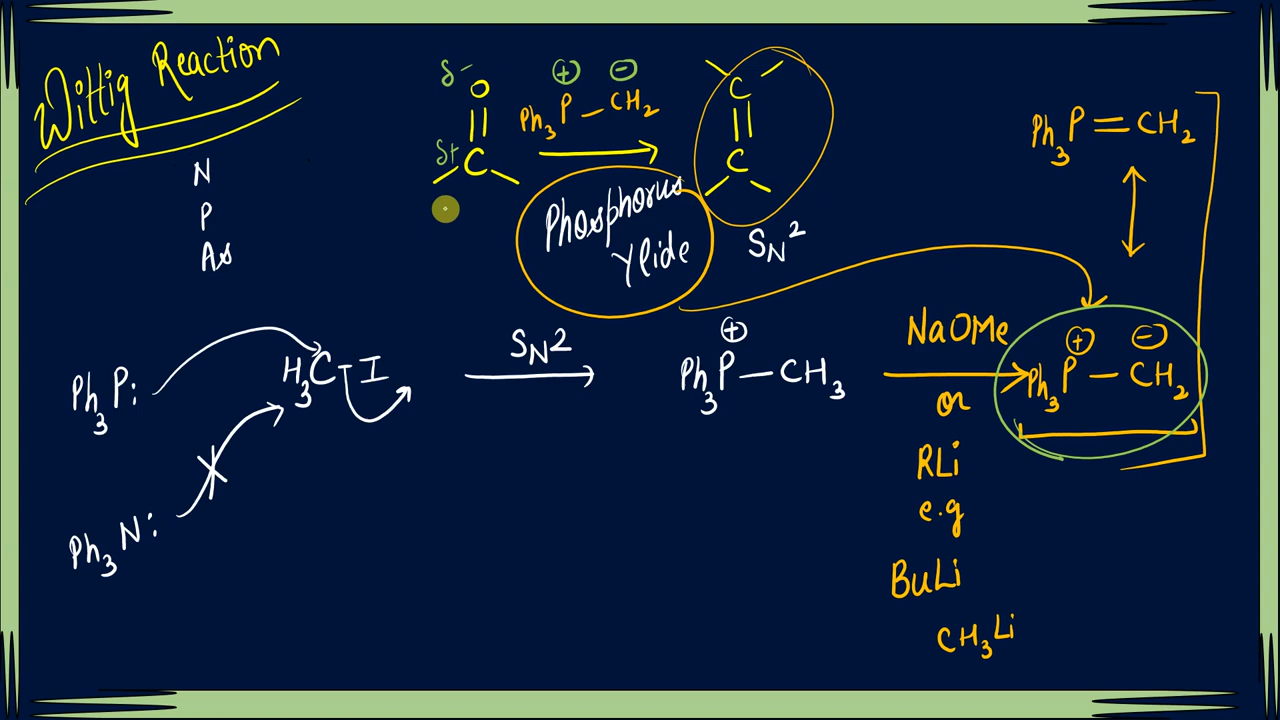 Wittig Reaction
N
P
As
δ-
O
||
δ+
C
⊕ ⊖
Ph₃P–CH₂
Phosphorus
Ylide
C
||
C
SN²
Ph₃P=CH₂
Ph₃P:
H₃C–I
SN2
⊕
Ph₃P–CH₃
NaOMe
or
RLi
e.g
BuLi
CH₃Li
⊕ ⊖
Ph₃P–CH₂
Ph₃N: